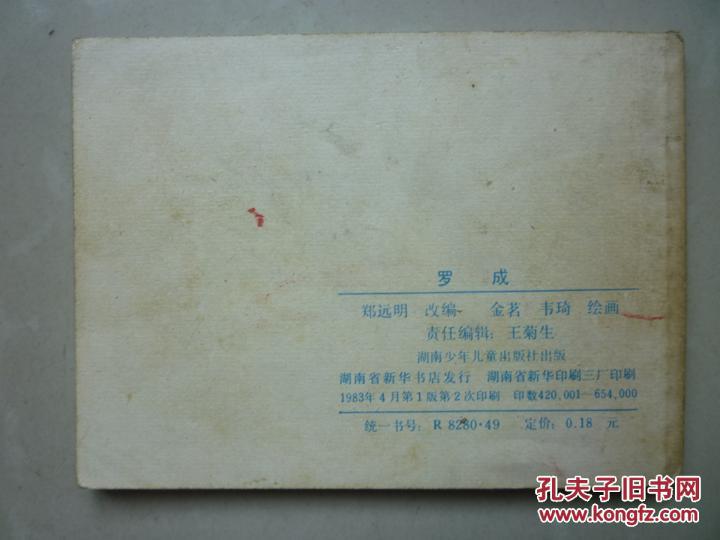 罗 成
郑远明 改编 金茗 韦琦 绘画
责任编辑：王菊生
湖南少年儿童出版社出版
湖南省新华书店发行 湖南省新华印刷三厂印刷
1983年4月第1版第2次印刷 印数420,001—654,000
统一书号：R 8280·49 定价：0.18 元
孔夫子旧书网
www.kongfz.com